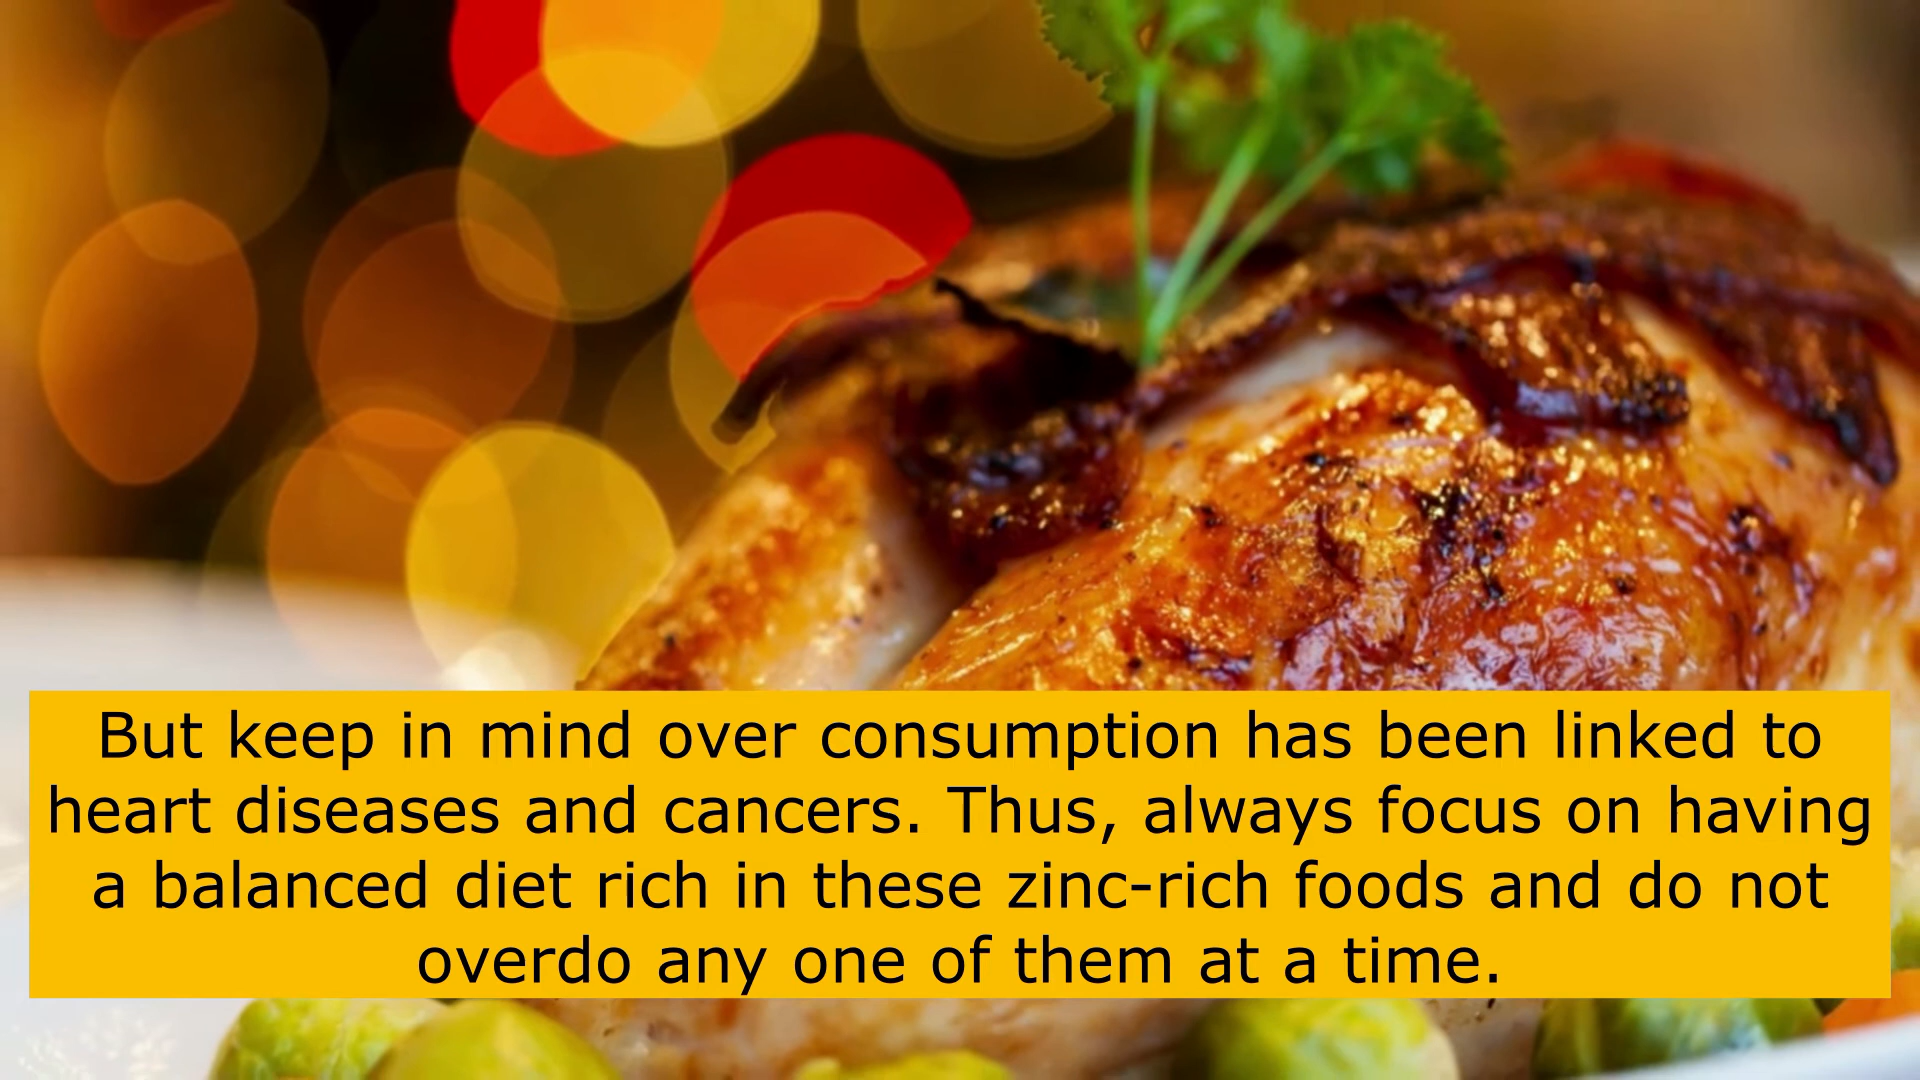 But keep in mind over consumption has been linked to
heart diseases and cancers. Thus, always focus on having
a balanced diet rich in these zinc-rich foods and do not
overdo any one of them at a time.